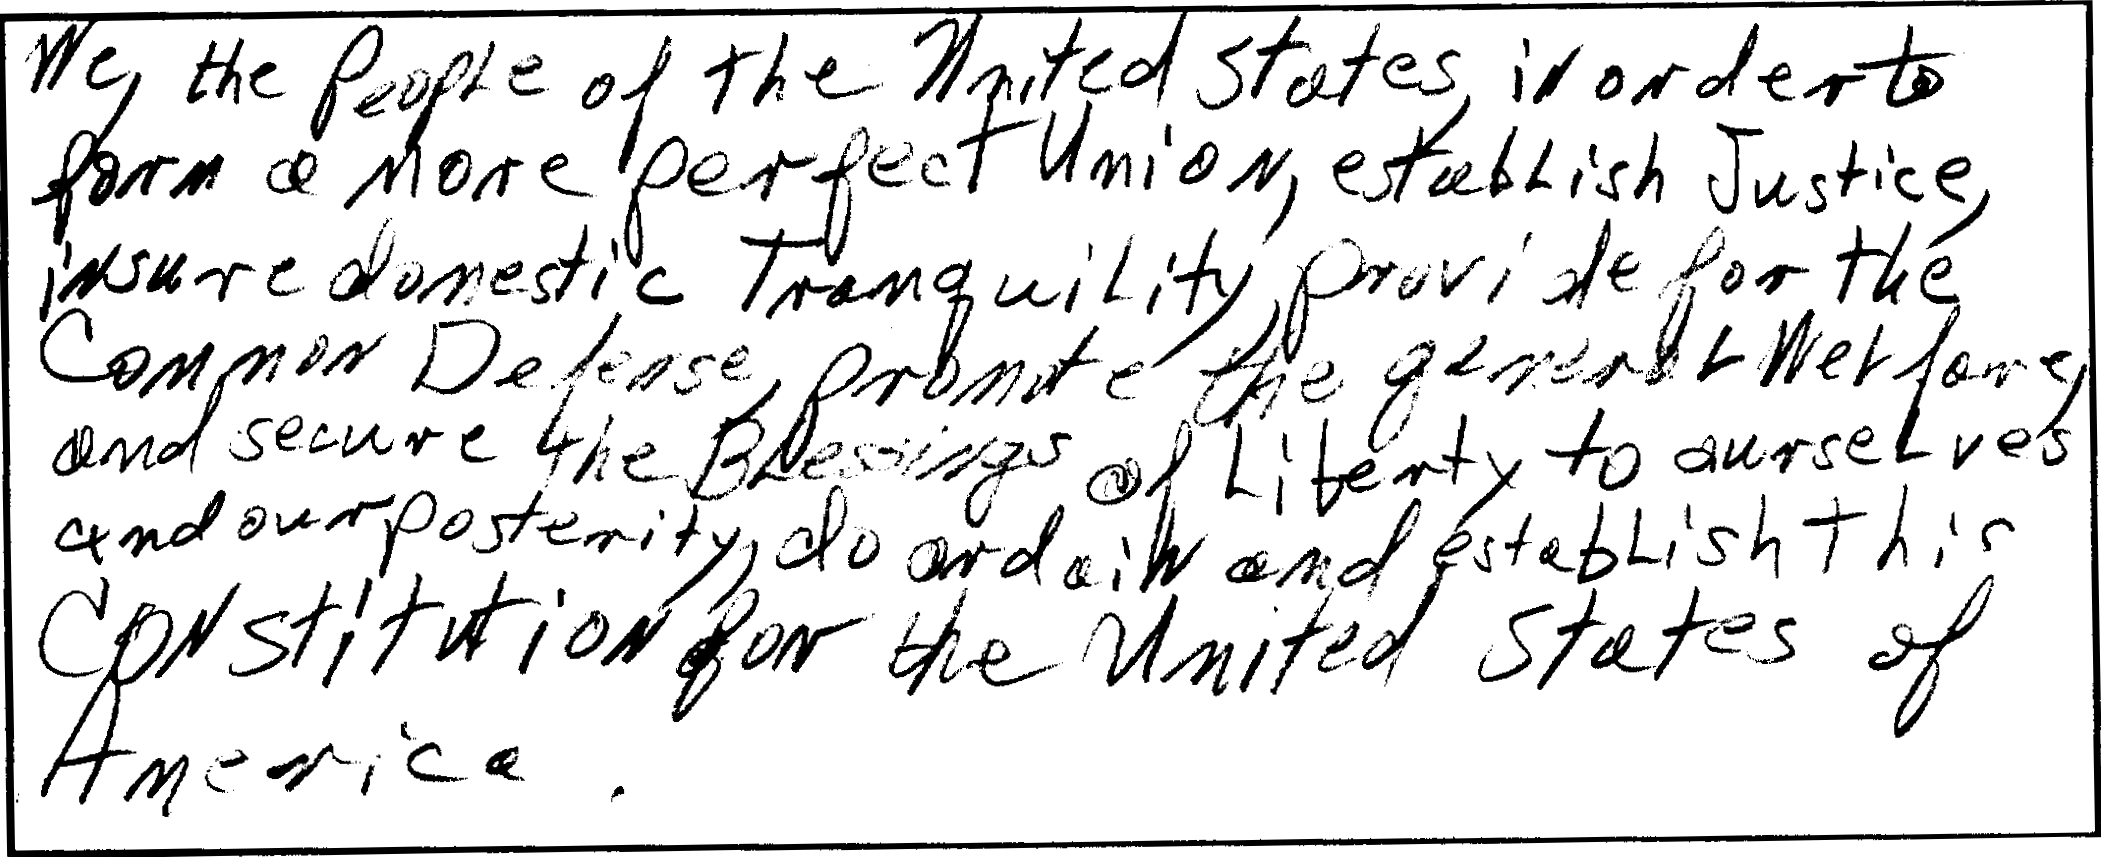 We, the People of the United States, in order to
form a more perfect Union, establish Justice,
insure domestic Tranquility, provide for the
Common Defense, promote the general Welfare,
and secure the Blessings of Liberty to ourselves
and our posterity, do ordain and establish this
Constitution for the United States of
America.